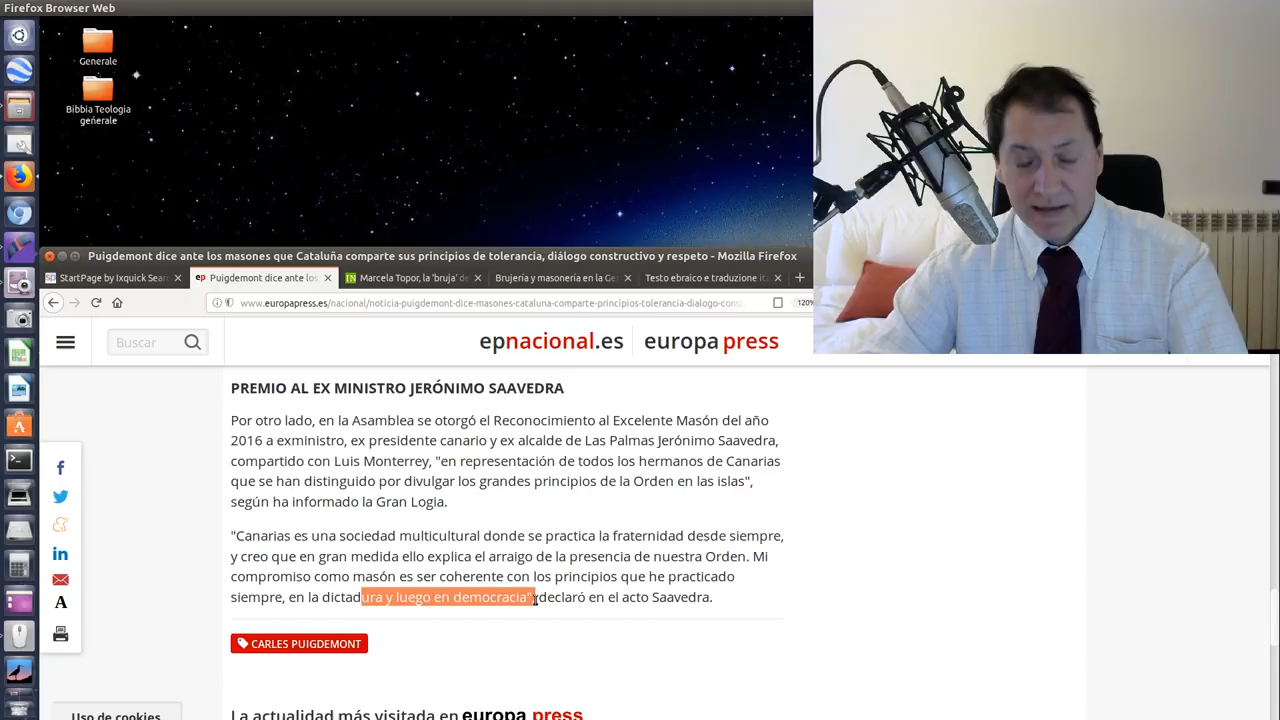 Firefox Browser Web
Generale
Bibbia Teologia
generale
Puigdemont dice ante los masones que Cataluña comparte sus principios de tolerancia, diálogo constructivo y respeto - Mozilla Firefox
StartPage by Ixquick Sear
Puigdemont dice ante los
Marcela Topor, la 'bruja' de
Brujería y masonería en la Ge
Testo ebraico e traduzione it
www.europapress.es/nacional/noticia-puigdemont-dice-masones-cataluna-comparte-principios-tolerancia-dialogo-cons
120%
Buscar
epnacional.es
europa press
PREMIO AL EX MINISTRO JERÓNIMO SAAVEDRA
Por otro lado, en la Asamblea se otorgó el Reconocimiento al Excelente Masón del año
2016 a exministro, ex presidente canario y ex alcalde de Las Palmas Jerónimo Saavedra,
compartido con Luis Monterrey, "en representación de todos los hermanos de Canarias
que se han distinguido por divulgar los grandes principios de la Orden en las islas",
según ha informado la Gran Logia.
"Canarias es una sociedad multicultural donde se practica la fraternidad desde siempre,
y creo que en gran medida ello explica el arraigo de la presencia de nuestra Orden. Mi
compromiso como masón es ser coherente con los principios que he practicado
siempre, en la dictadura y luego en democracia", declaró en el acto Saavedra.
CARLES PUIGDEMONT
Uso de cookies
La actualidad más visitada en europa press